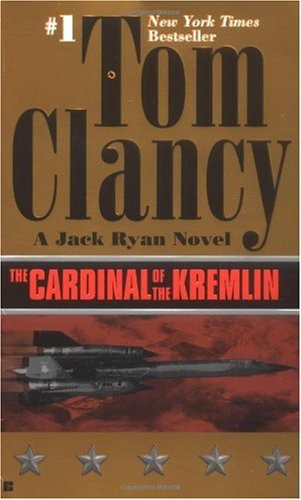 #1 New York Times
Bestseller
Tom
Clancy
A Jack Ryan Novel
THE CARDINAL OF THE KREMLIN
B